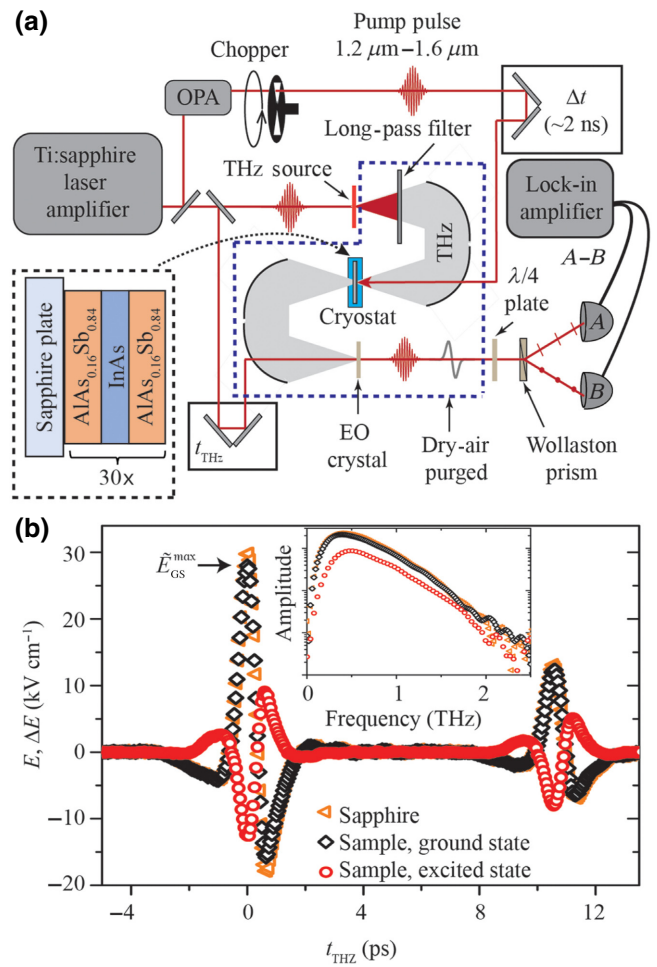 (a)
Pump pulse
1.2 μm–1.6 μm
Chopper
OPA
Δt
(~2 ns)
Long-pass filter
Ti:sapphire
laser
amplifier
THz source
Lock-in
amplifier
THz
A–B
λ/4
plate
Cryostat
A
B
Sapphire plate
AlAs0.16Sb0.84
InAs
AlAs0.16Sb0.84
30x
tTHz
EO
crystal
Dry-air
purged
Wollaston
prism
(b)
ẼGSmax
Amplitude
0 1 2
Frequency (THz)
E, ΔE (kV cm−1)
30
20
10
0
−10
−20
Sapphire
Sample, ground state
Sample, excited state
−4 0 4 8 12
tTHZ (ps)